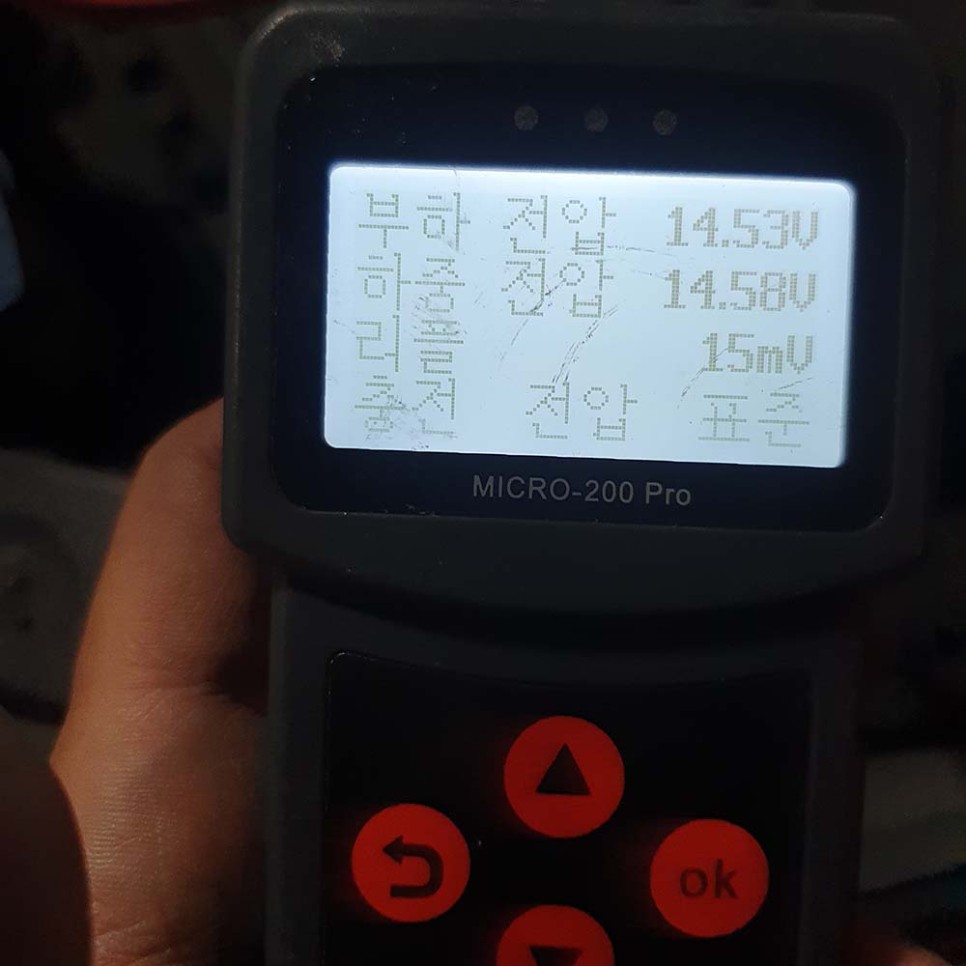 부하 전압 14.53V
하중 전압 14.58V
리플 15mV
충전 전압 표준
MICRO-200 Pro
ok